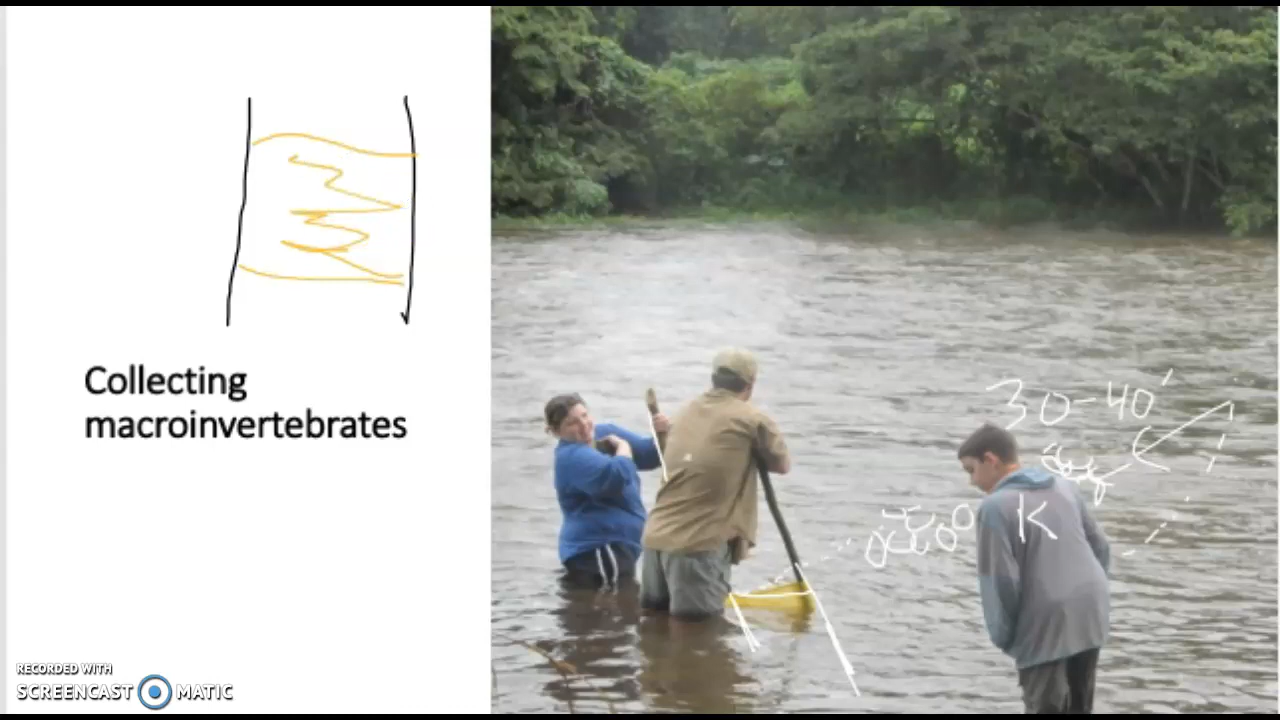 Collecting
macroinvertebrates
30-40'
K
RECORDED WITH
SCREENCAST MATIC